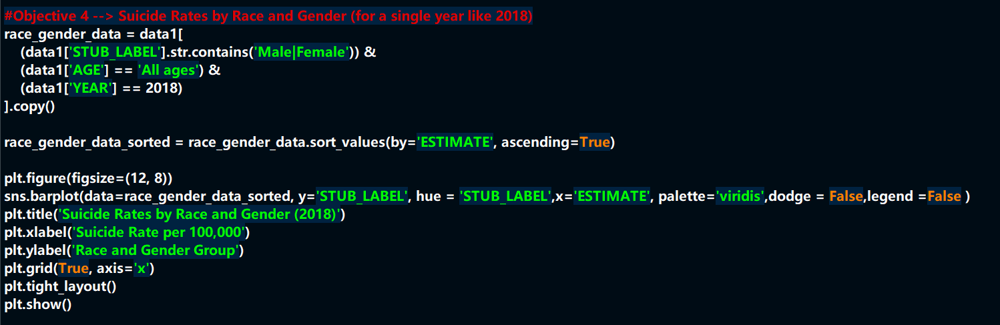 #Objective 4 --> Suicide Rates by Race and Gender (for a single year like 2018)
race_gender_data = data1[
    (data1['STUB_LABEL'].str.contains('Male|Female')) &
    (data1['AGE'] == 'All ages') &
    (data1['YEAR'] == 2018)
].copy()

race_gender_data_sorted = race_gender_data.sort_values(by='ESTIMATE', ascending=True)

plt.figure(figsize=(12, 8))
sns.barplot(data=race_gender_data_sorted, y='STUB_LABEL', hue = 'STUB_LABEL',x='ESTIMATE', palette='viridis',dodge = False,legend =False )
plt.title('Suicide Rates by Race and Gender (2018)')
plt.xlabel('Suicide Rate per 100,000')
plt.ylabel('Race and Gender Group')
plt.grid(True, axis='x')
plt.tight_layout()
plt.show()